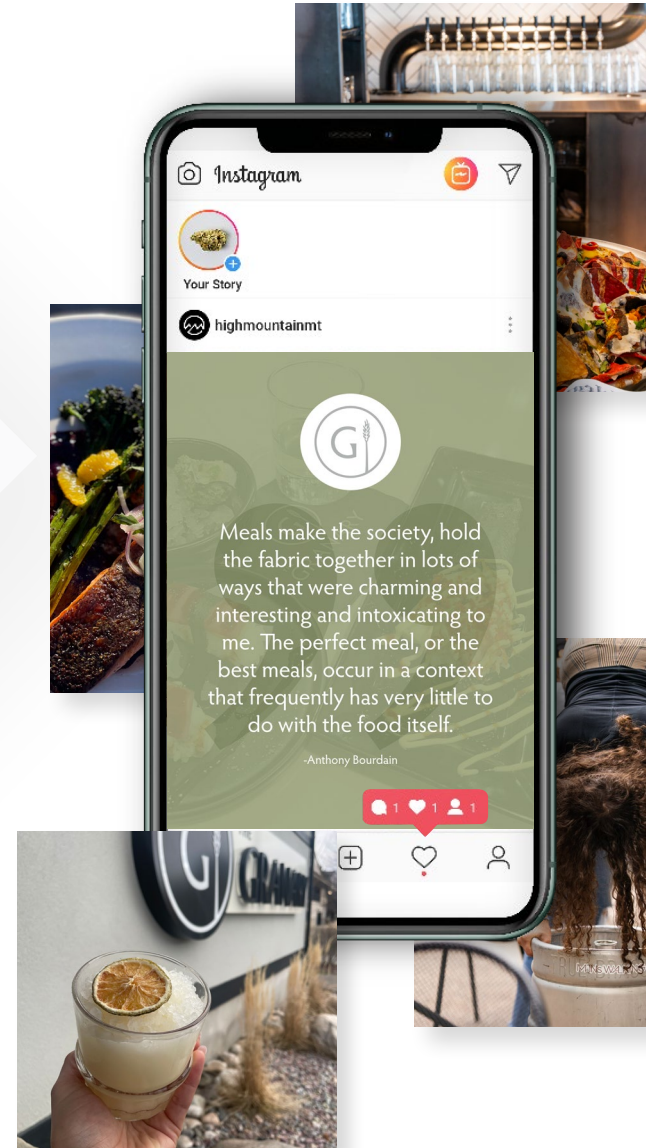 Instagram
Your Story
highmountainmt
G
Meals make the society, hold
the fabric together in lots of
ways that were charming and
interesting and intoxicating to
me. The perfect meal, or the
best meals, occur in a context
that frequently has very little to
do with the food itself.
-Anthony Bourdain
1 1 1
G